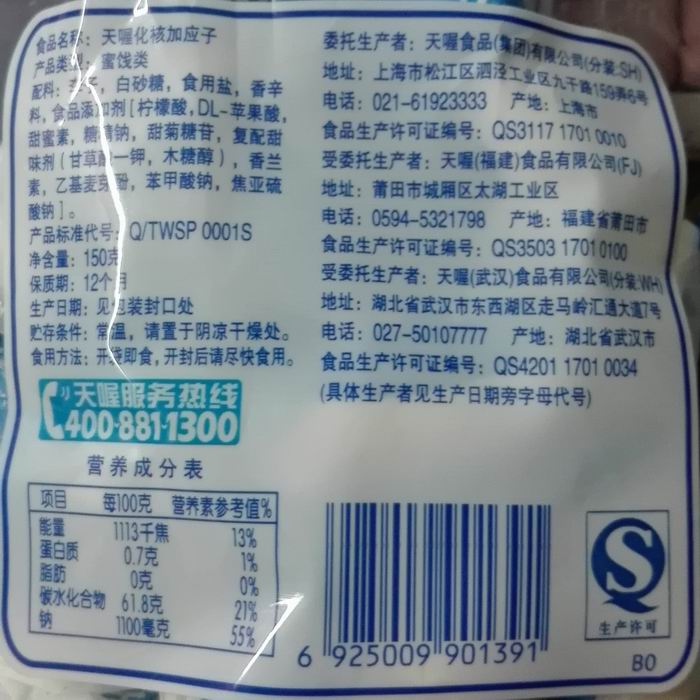 食品名称：天喔化核加应子
产品类型：蜜饯类
配料：子，白砂糖，食用盐，香辛
料，食品添加剂[柠檬酸，DL-苹果酸，
甜蜜素，糖精钠，甜菊糖苷，复配甜
味剂（甘草酸一钾，木糖醇），香兰
素，乙基麦芽酚，苯甲酸钠，焦亚硫
酸钠]。
产品标准代号：Q/TWSP 0001S
净含量：150克
保质期：12个月
生产日期：见包装封口处
贮存条件：常温，请置于阴凉干燥处。
食用方法：开袋即食，开封后请尽快食用。
天喔服务热线
400-881-1300
营养成分表
项目 每100克 营养素参考值%
能量 1113千焦 13%
蛋白质 0.7克 1%
脂肪 0克 0%
碳水化合物 61.8克 21%
钠 1100毫克 55%
委托生产者：天喔食品(集团)有限公司(分装:SH)
地址：上海市松江区泗泾工业区九干路159弄6号
电话：021-61923333 产地：上海市
食品生产许可证编号：QS3117 1701 0010
受委托生产者：天喔(福建)食品有限公司(FJ)
地址：莆田市城厢区太湖工业区
电话：0594-5321798 产地：福建省莆田市
食品生产许可证编号：QS3503 1701 0100
受委托生产者：天喔(武汉)食品有限公司(分装:WH)
地址：湖北省武汉市东西湖区走马岭汇通大道7号
电话：027-50107777 产地：湖北省武汉市
食品生产许可证编号：QS4201 1701 0034
(具体生产者见生产日期旁字母代号)
6 925009 901391
生产许可
B0